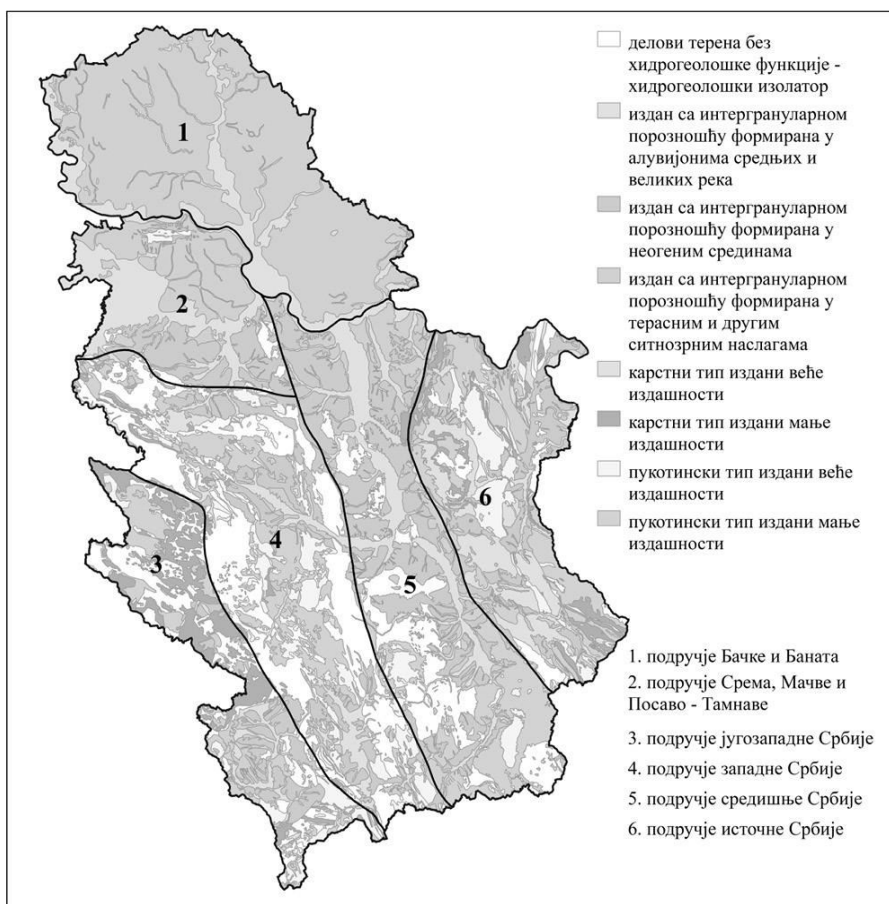 1
2
3
4
5
6
делови терена без
хидрогеолошке функције -
хидрогеолошки изолатор
издан са интергрануларном
порозношћу формирана у
алувијонима средњих и
великих река
издан са интергрануларном
порозношћу формирана у
неогеним срединама
издан са интергрануларном
порозношћу формирана у
терасним и другим
ситнозрним наслагама
карстни тип издани веће
издашности
карстни тип издани мање
издашности
пукотински тип издани веће
издашности
пукотински тип издани мање
издашности
1. подручје Бачке и Баната
2. подручје Срема, Мачве и
Посаво - Тамнаве
3. подручје југозападне Србије
4. подручје западне Србије
5. подручје средишње Србије
6. подручје источне Србије